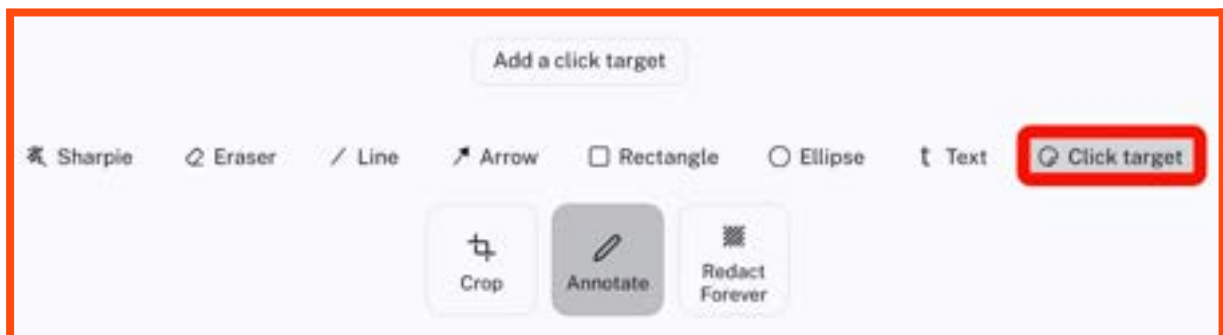 Add a click target
Sharpie Eraser Line Arrow Rectangle Ellipse t Text Click target
Crop Annotate Redact
Forever